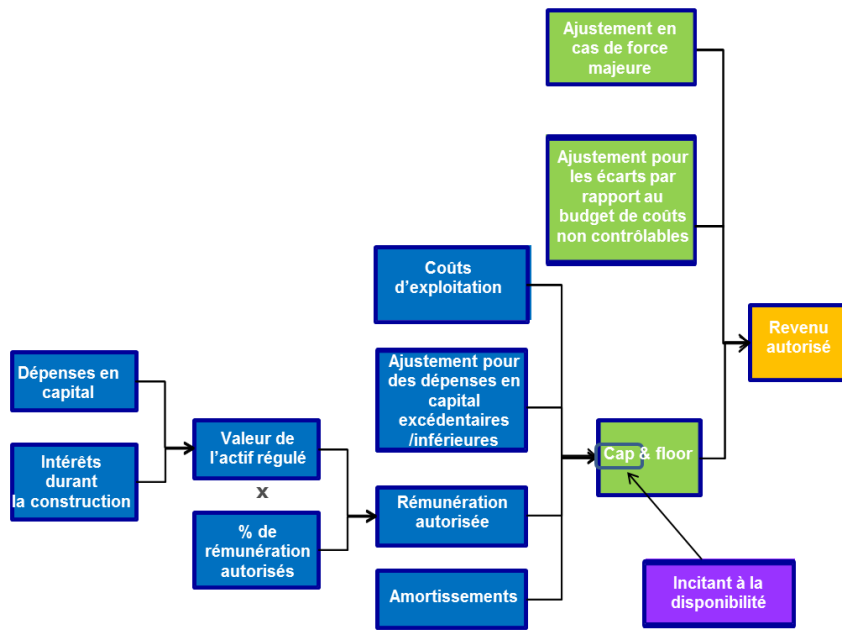 Ajustement en
cas de force
majeure
Ajustement pour
les écarts par
rapport au
budget de coûts
non contrôlables
Coûts
d’exploitation
Revenu
autorisé
Dépenses en
capital
Ajustement pour
des dépenses en
capital
excédentaires
/inférieures
Intérêts
durant
la construction
Valeur de
l’actif régulé
x
Cap & floor
% de
rémunération
autorisés
Rémunération
autorisée
Amortissements
Incitant à la
disponibilité